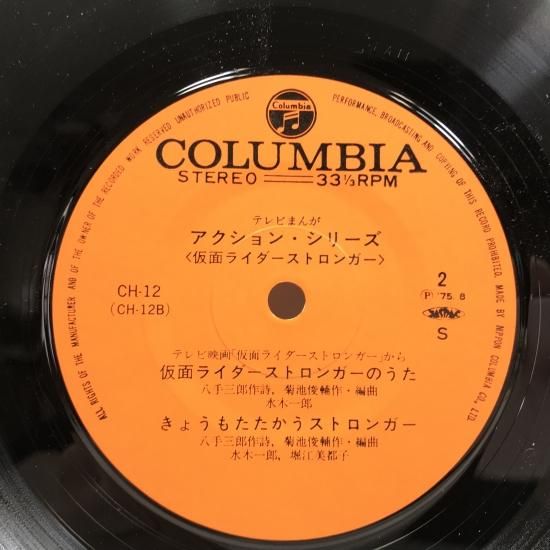 ALL RIGHTS OF THE MANUFACTURER AND OF THE OWNER OF THE RECORDED WORK RESERVED UNAUTHORIZED PUBLIC PERFORMANCE, BROADCASTING AND COPYING OF THIS RECORD PROHIBITED, MADE BY NIPPON COLUMBIA CO., LTD.
Columbia
COLUMBIA
STEREO 33⅓RPM
テレビまんが
アクション・シリーズ
〈仮面ライダーストロンガー〉
CH-12
(CH-12B)
2
Ⓟ'75. 8
JASRAC
S
テレビ映画「仮面ライダーストロンガー」から
仮面ライダーストロンガーのうた
八手三郎作詩, 菊池俊輔作・編曲
水木一郎
きょうもたたかうストロンガー
八手三郎作詩, 菊池俊輔作・編曲
水木一郎, 堀江美都子